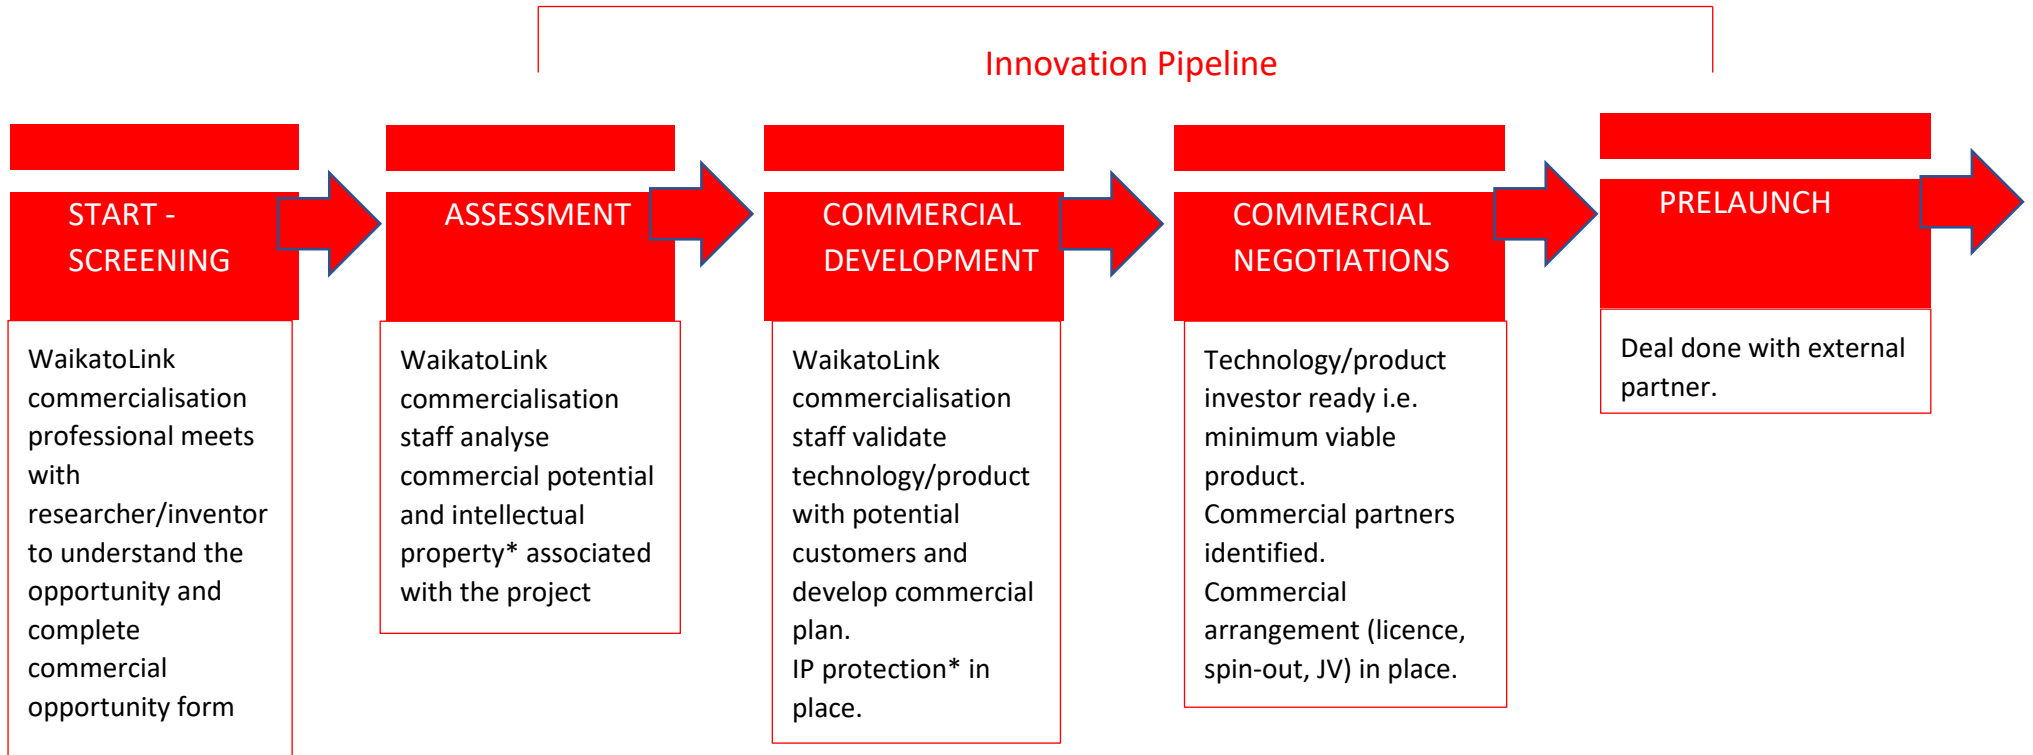 Innovation Pipeline
START -
SCREENING
WaikatoLink
commercialisation
professional meets
with
researcher/inventor
to understand the
opportunity and
complete
commercial
opportunity form
ASSESSMENT
WaikatoLink
commercialisation
staff analyse
commercial potential
and intellectual
property* associated
with the project
COMMERCIAL
DEVELOPMENT
WaikatoLink
commercialisation
staff validate
technology/product
with potential
customers and
develop commercial
plan.
IP protection* in
place.
COMMERCIAL
NEGOTIATIONS
Technology/product
investor ready i.e.
minimum viable
product.
Commercial partners
identified.
Commercial
arrangement (licence,
spin-out, JV) in place.
PRELAUNCH
Deal done with external
partner.